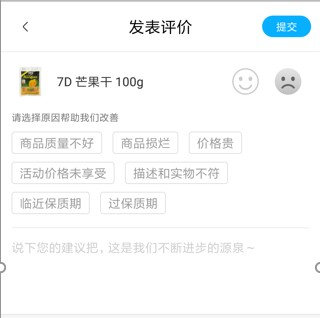 发表评价
提交
7D 芒果干 100g
请选择原因帮助我们改善
商品质量不好 商品损烂 价格贵
活动价格未享受 描述和实物不符
临近保质期 过保质期
说下您的建议把，这是我们不断进步的源泉～